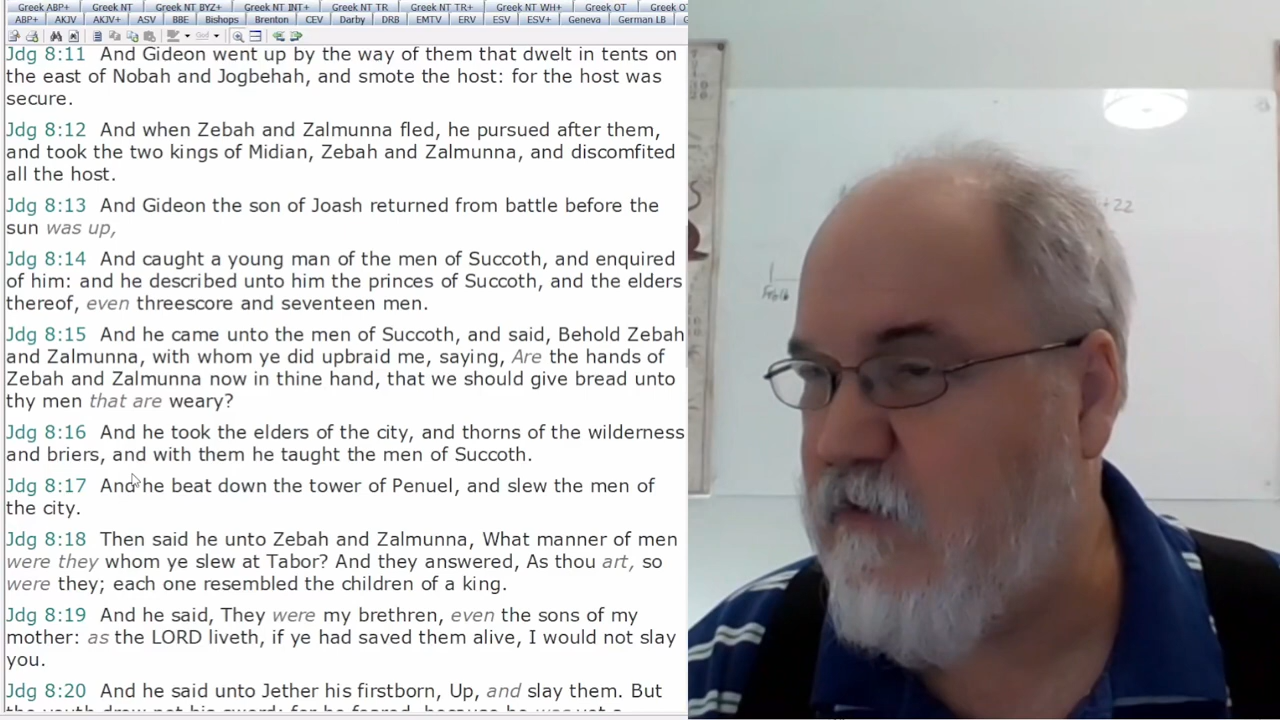 Greek ABP+ Greek NT Greek NT BYZ+ Greek NT INT+ Greek NT TR Greek NT TR+ Greek NT WH+ Greek OT Greek
ABP+ AKJV AKJV+ ASV BBE Bishops Brenton CEV Darby DRB EMTV ERV ESV ESV+ Geneva German LB
Jdg 8:11 And Gideon went up by the way of them that dwelt in tents on
the east of Nobah and Jogbehah, and smote the host: for the host was
secure.
Jdg 8:12 And when Zebah and Zalmunna fled, he pursued after them,
and took the two kings of Midian, Zebah and Zalmunna, and discomfited
all the host.
Jdg 8:13 And Gideon the son of Joash returned from battle before the
sun was up,
Jdg 8:14 And caught a young man of the men of Succoth, and enquired
of him: and he described unto him the princes of Succoth, and the elders
thereof, even threescore and seventeen men.
Jdg 8:15 And he came unto the men of Succoth, and said, Behold Zebah
and Zalmunna, with whom ye did upbraid me, saying, Are the hands of
Zebah and Zalmunna now in thine hand, that we should give bread unto
thy men that are weary?
Jdg 8:16 And he took the elders of the city, and thorns of the wilderness
and briers, and with them he taught the men of Succoth.
Jdg 8:17 And he beat down the tower of Penuel, and slew the men of
the city.
Jdg 8:18 Then said he unto Zebah and Zalmunna, What manner of men
were they whom ye slew at Tabor? And they answered, As thou art, so
were they; each one resembled the children of a king.
Jdg 8:19 And he said, They were my brethren, even the sons of my
mother: as the LORD liveth, if ye had saved them alive, I would not slay
you.
Jdg 8:20 And he said unto Jether his firstborn, Up, and slay them. But
+22